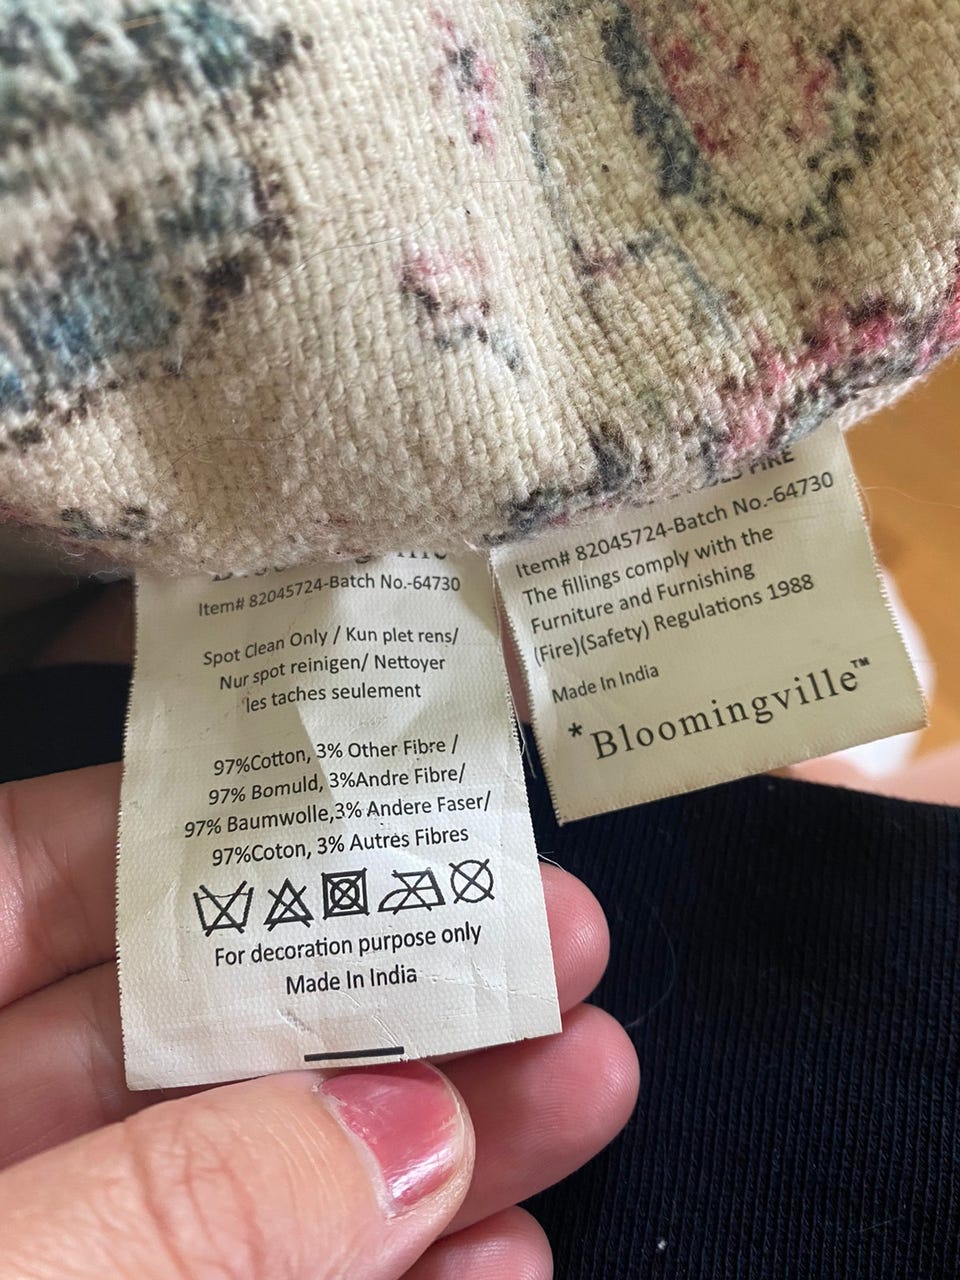 Item# 82045724-Batch No.-64730
Spot Clean Only / Kun plet rens/
Nur spot reinigen/ Nettoyer
les taches seulement
97%Cotton, 3% Other Fibre /
97% Bomuld, 3%Andre Fibre/
97% Baumwolle,3% Andere Faser/
97%Coton, 3% Autres Fibres
For decoration purpose only
Made In India
FIRE
Item# 82045724-Batch No.-64730
The fillings comply with the
Furniture and Furnishing
(Fire)(Safety) Regulations 1988
Made In India
*Bloomingville™